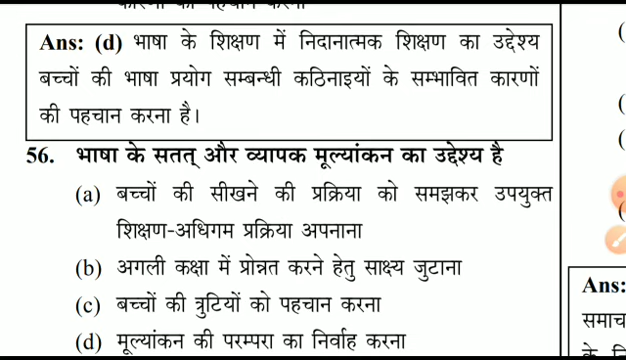 Ans: (d) भाषा के शिक्षण में निदानात्मक शिक्षण का उद्देश्य
बच्चों की भाषा प्रयोग सम्बन्धी कठिनाइयों के सम्भावित कारणों
की पहचान करना है।
56. भाषा के सतत् और व्यापक मूल्यांकन का उद्देश्य है
(a) बच्चों की सीखने की प्रक्रिया को समझकर उपयुक्त
शिक्षण-अधिगम प्रक्रिया अपनाना
(b) अगली कक्षा में प्रोन्नत करने हेतु साक्ष्य जुटाना
(c) बच्चों की त्रुटियों को पहचान करना
(d) मूल्यांकन की परम्परा का निर्वाह करना
Ans:
समाच